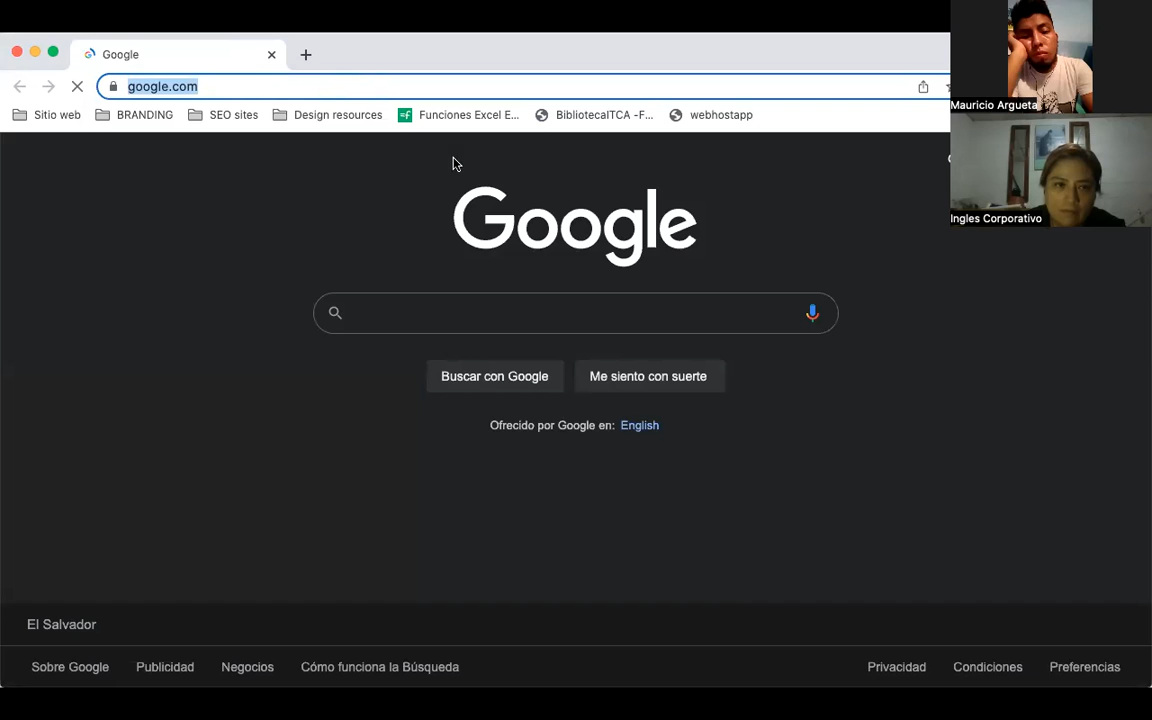 Google
google.com
Sitio web
BRANDING
SEO sites
Design resources
Funciones Excel E...
BibliotecaITCA -F...
webhostapp
Mauricio Argueta
Ingles Corporativo
Google
Buscar con Google
Me siento con suerte
Ofrecido por Google en: English
El Salvador
Sobre Google
Publicidad
Negocios
Cómo funciona la Búsqueda
Privacidad
Condiciones
Preferencias